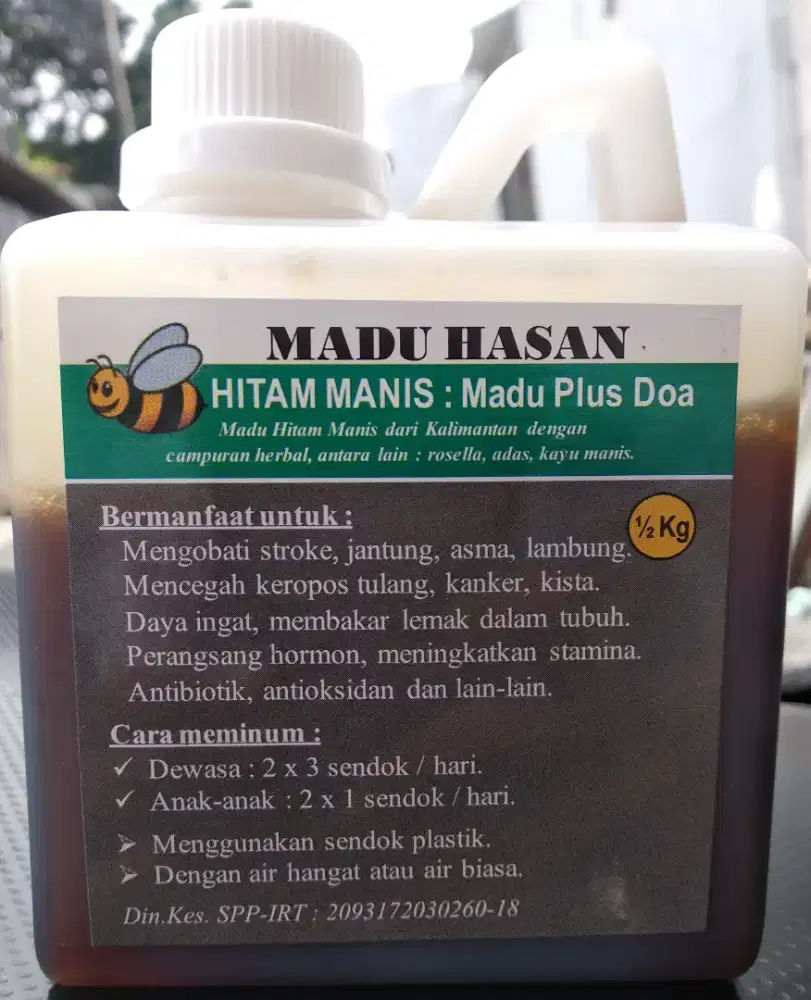 MADU HASAN
HITAM MANIS : Madu Plus Doa
Madu Hitam Manis dari Kalimantan dengan
campuran herbal, antara lain : rosella, adas, kayu manis.
Bermanfaat untuk :
½ Kg
Mengobati stroke, jantung, asma, lambung.
Mencegah keropos tulang, kanker, kista.
Daya ingat, membakar lemak dalam tubuh.
Perangsang hormon, meningkatkan stamina.
Antibiotik, antioksidan dan lain-lain.
Cara meminum :
✓ Dewasa : 2 x 3 sendok / hari.
✓ Anak-anak : 2 x 1 sendok / hari.
➢ Menggunakan sendok plastik.
➢ Dengan air hangat atau air biasa.
Din.Kes. SPP-IRT : 2093172030260-18